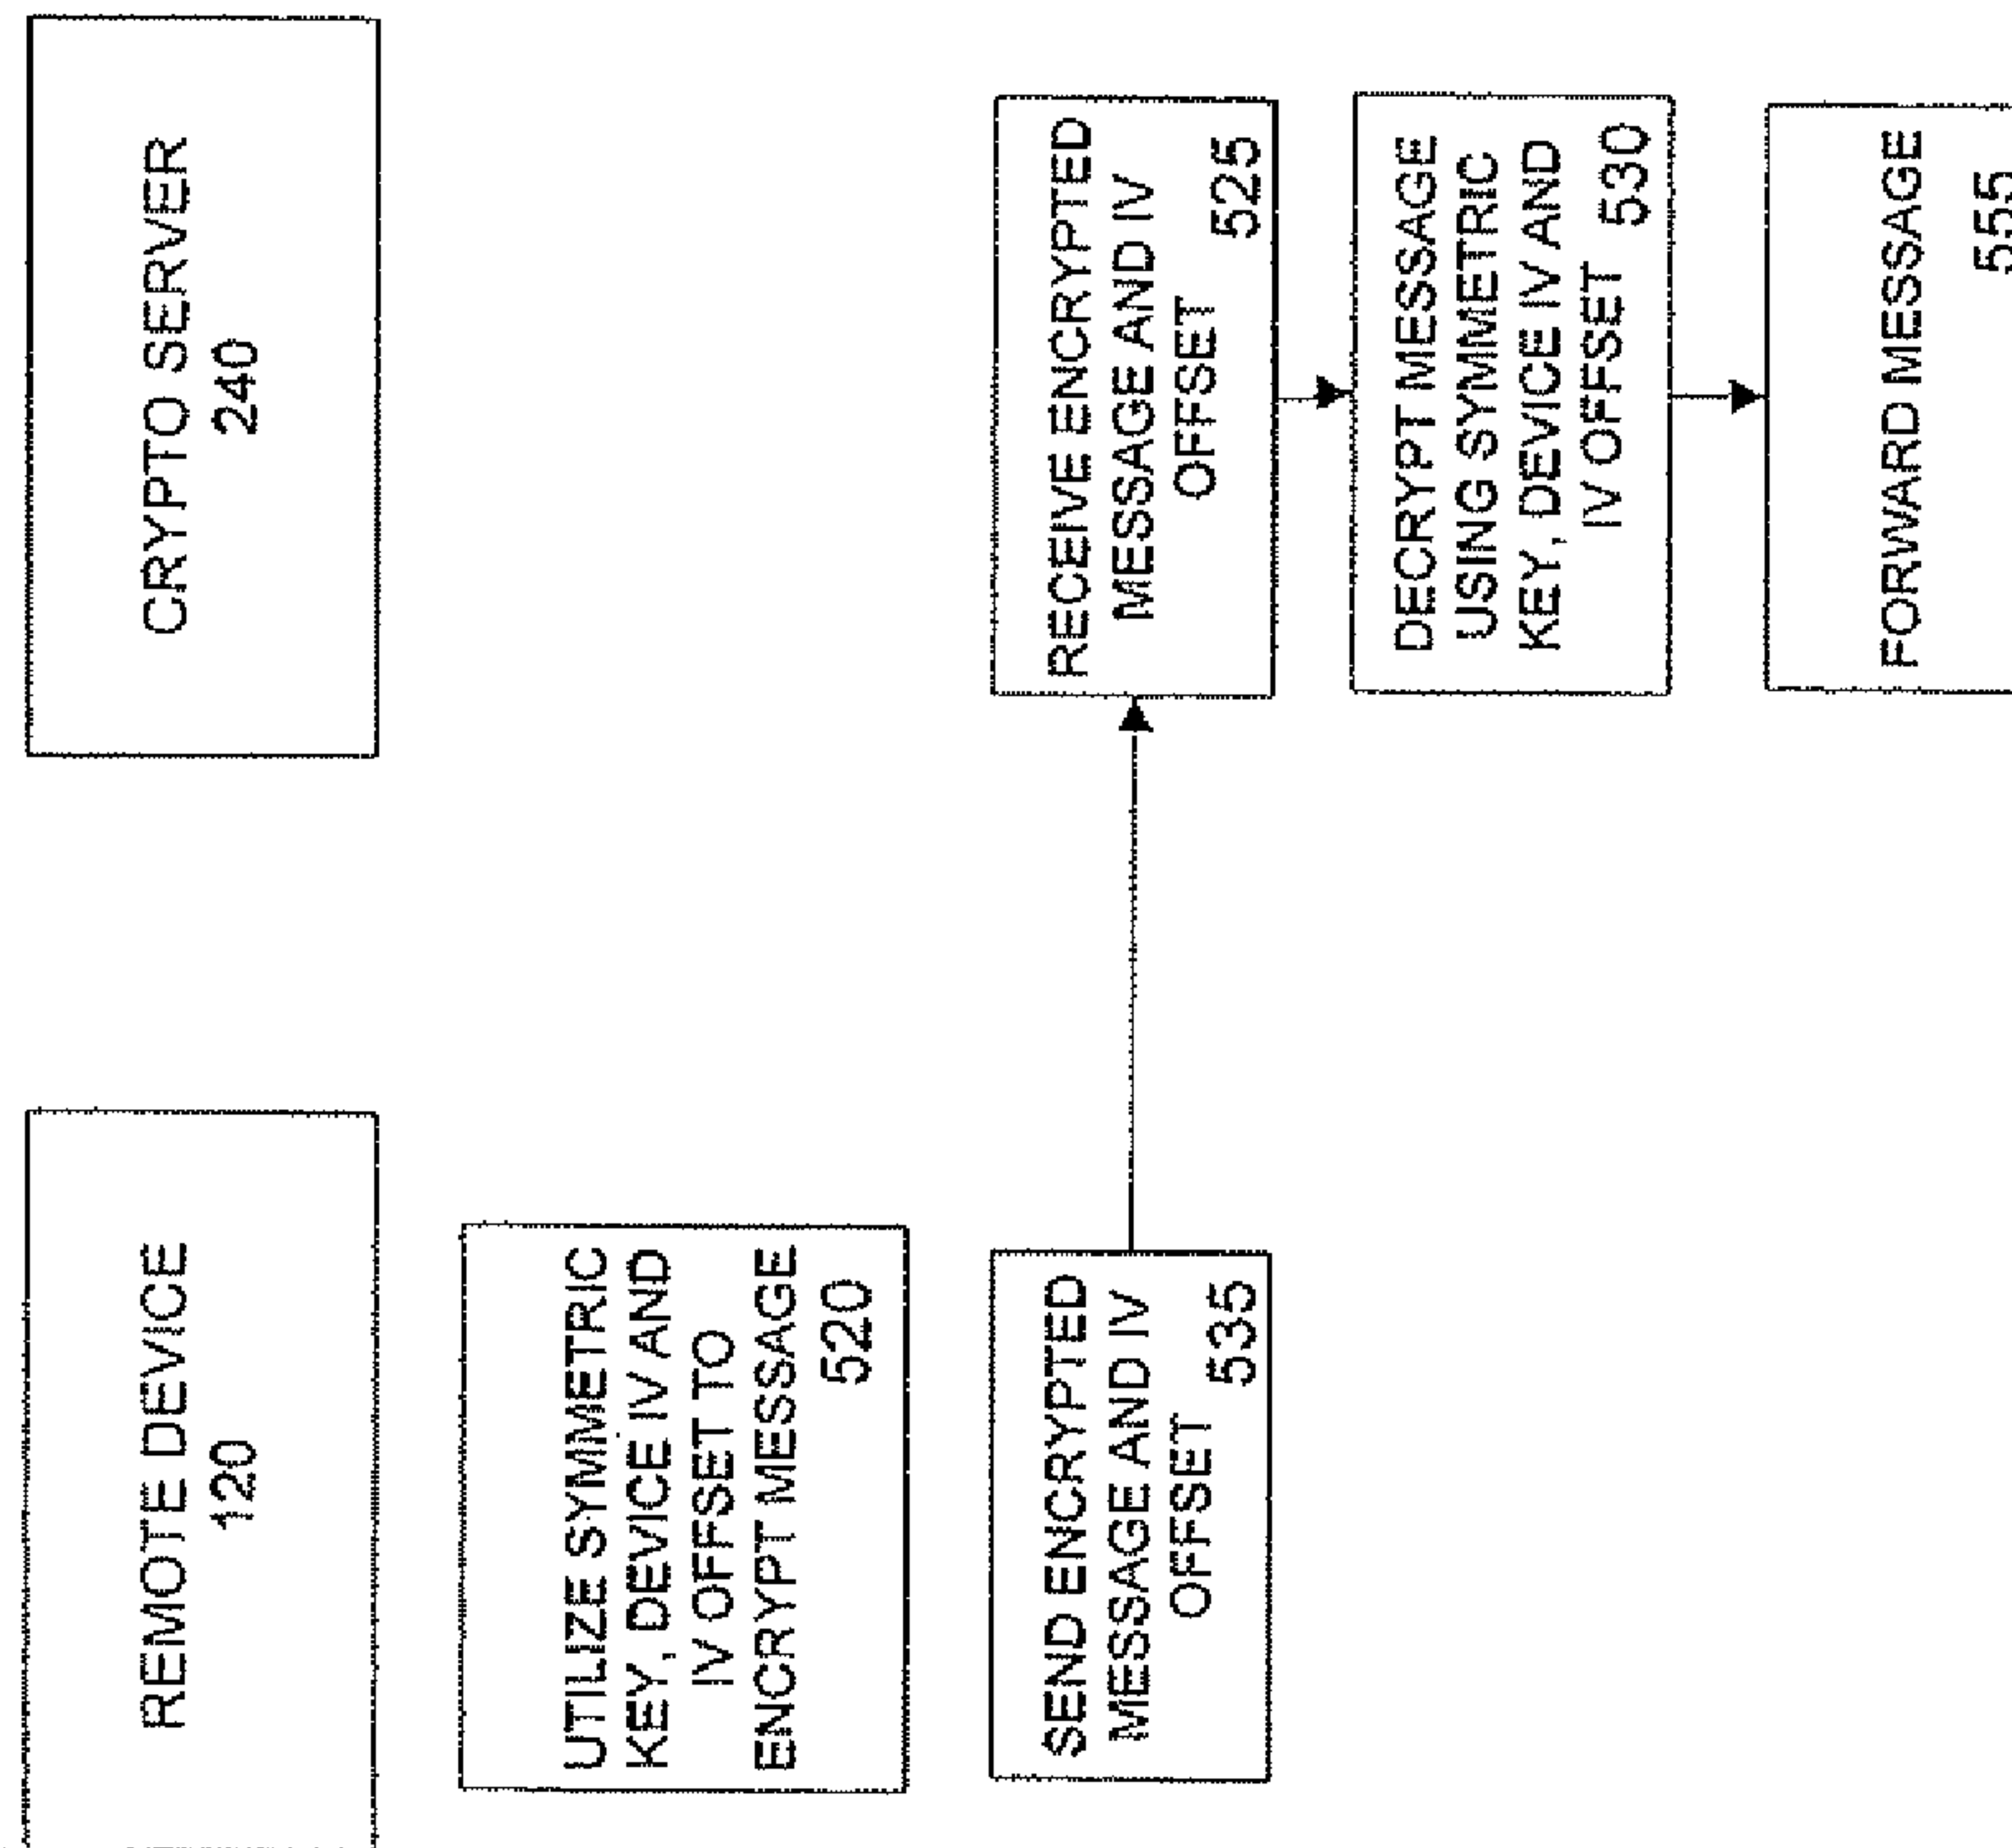 REMOTE DEVICE
120
CRYPTO SERVER
240
UTILIZE SYMMETRIC
KEY, DEVICE IV AND
IV OFFSET TO
ENCRYPT MESSAGE
520
SEND ENCRYPTED
MESSAGE AND IV
OFFSET
535
RECEIVE ENCRYPTED
MESSAGE AND IV
OFFSET
525
DECRYPT MESSAGE
USING SYMMETRIC
KEY, DEVICE IV AND
IV OFFSET 530
FORWARD MESSAGE
555